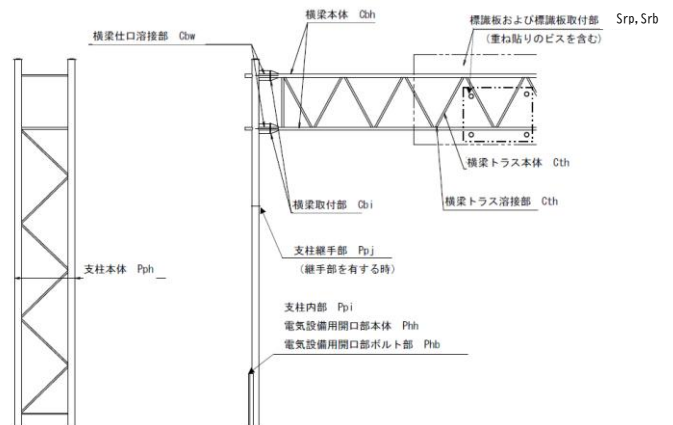 横梁本体 Cbh
標識板および標識板取付部 Srp,Srb
(重ね貼りのビスを含む)
横梁仕口溶接部 Cbw
横梁トラス本体 Cth
横梁トラス溶接部 Cth
横梁取付部 Cbi
支柱継手部 Ppj
(継手部を有する時)
支柱本体 Pph
支柱内部 Ppi
電気設備用開口部本体 Phh
電気設備用開口部ボルト部 Phb